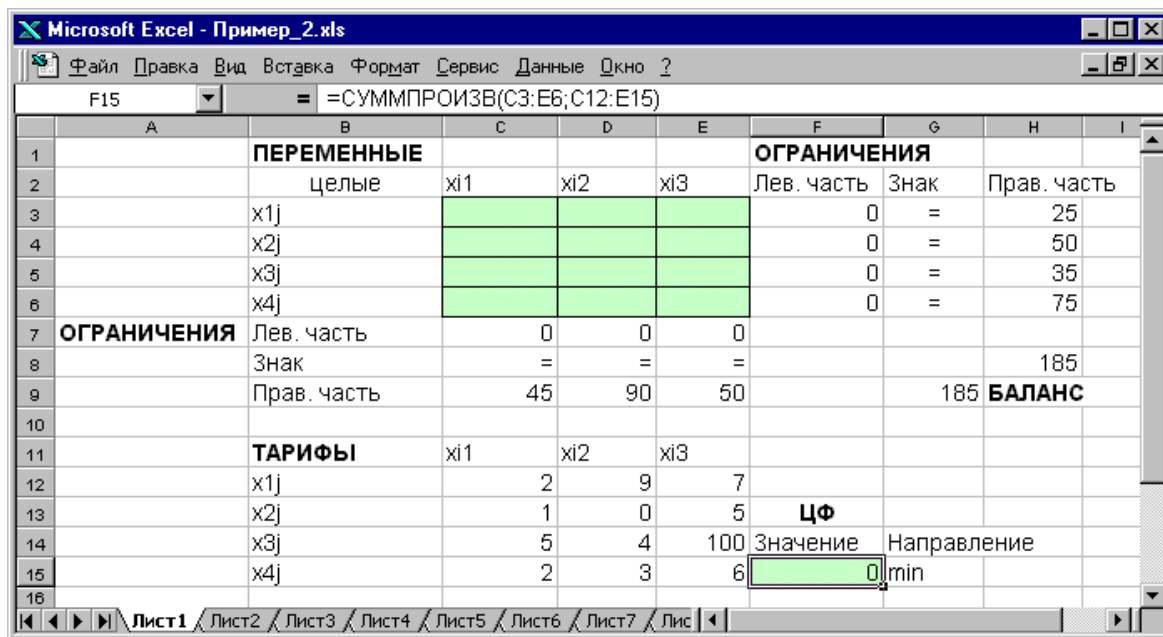 Microsoft Excel - Пример_2.xls
Файл Правка Вид Вставка Формат Сервис Данные Окно ?
F15 = =СУММПРОИЗВ(C3:E6;C12:E15)
A B C D E F G H I
1 ПЕРЕМЕННЫЕ ОГРАНИЧЕНИЯ
2 целые xi1 xi2 xi3 Лев. часть Знак Прав. часть
3 x1j 0 = 25
4 x2j 0 = 50
5 x3j 0 = 35
6 x4j 0 = 75
7 ОГРАНИЧЕНИЯ Лев. часть 0 0 0
8 Знак = = = 185
9 Прав. часть 45 90 50 185 БАЛАНС
10
11 ТАРИФЫ xi1 xi2 xi3
12 x1j 2 9 7
13 x2j 1 0 5 ЦФ
14 x3j 5 4 100 Значение Направление
15 x4j 2 3 6 0 min
16
Лист1 Лист2 Лист3 Лист4 Лист5 Лист6 Лист7 Лис